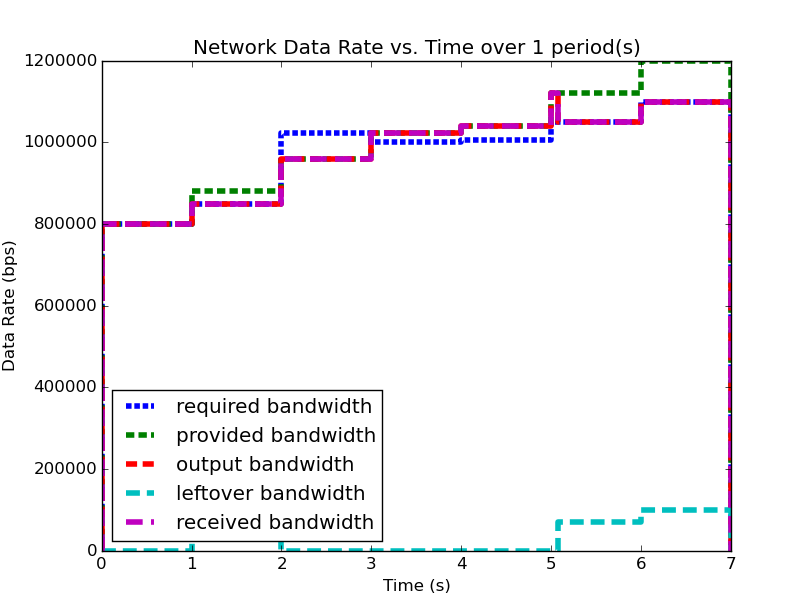 Network Data Rate vs. Time over 1 period(s)
1200000
1000000
800000
600000
400000
200000
0
Data Rate (bps)
required bandwidth
provided bandwidth
output bandwidth
leftover bandwidth
received bandwidth
0 1 2 3 4 5 6 7
Time (s)